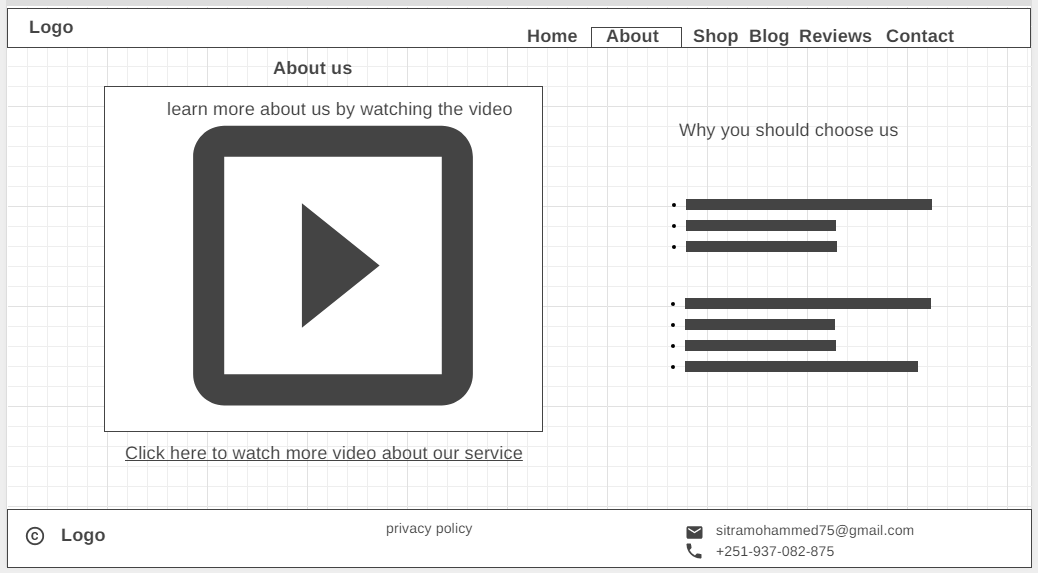 Logo
Home About Shop Blog Reviews Contact
About us
learn more about us by watching the video
Why you should choose us
Click here to watch more video about our service
© Logo
privacy policy
sitramohammed75@gmail.com
+251-937-082-875